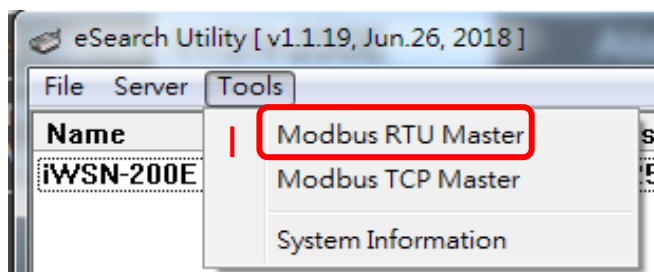 eSearch Utility [ v1.1.19, Jun.26, 2018 ]
File Server Tools
Name
Modbus RTU Master
iWSN-200E
Modbus TCP Master
System Information